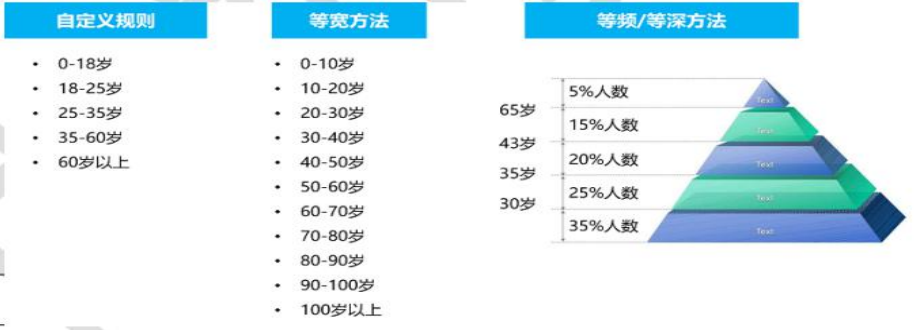 自定义规则
0-18岁
18-25岁
25-35岁
35-60岁
60岁以上
等宽方法
0-10岁
10-20岁
20-30岁
30-40岁
40-50岁
50-60岁
60-70岁
70-80岁
80-90岁
90-100岁
100岁以上
等频/等深方法
5%人数
65岁
15%人数
43岁
20%人数
35岁
25%人数
30岁
35%人数
Text
Text
Text
Text
Text